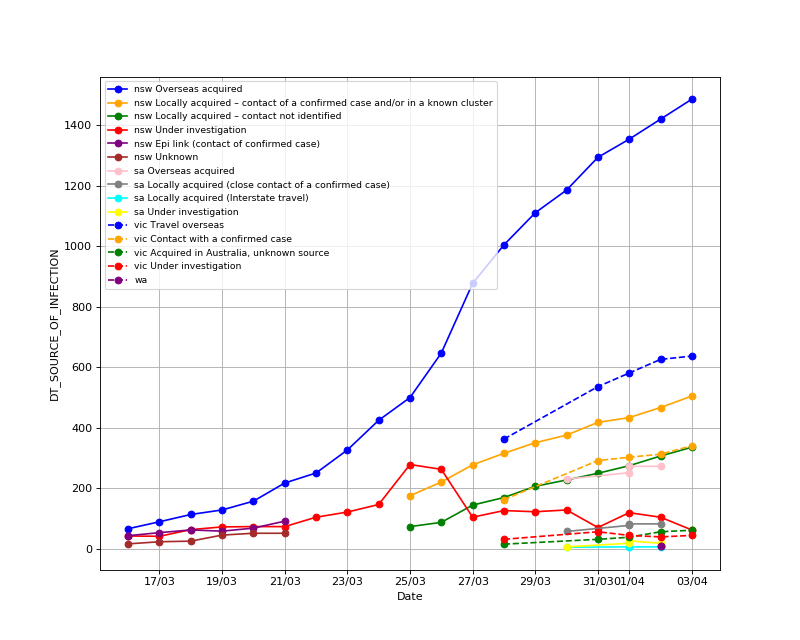 nsw Overseas acquired
nsw Locally acquired – contact of a confirmed case and/or in a known cluster
nsw Locally acquired – contact not identified
nsw Under investigation
nsw Epi link (contact of confirmed case)
nsw Unknown
sa Overseas acquired
sa Locally acquired (close contact of a confirmed case)
sa Locally acquired (Interstate travel)
sa Under investigation
vic Travel overseas
vic Contact with a confirmed case
vic Acquired in Australia, unknown source
vic Under investigation
wa
DT_SOURCE_OF_INFECTION
1400
1200
1000
800
600
400
200
0
17/03 19/03 21/03 23/03 25/03 27/03 29/03 31/03 01/04 03/04
Date